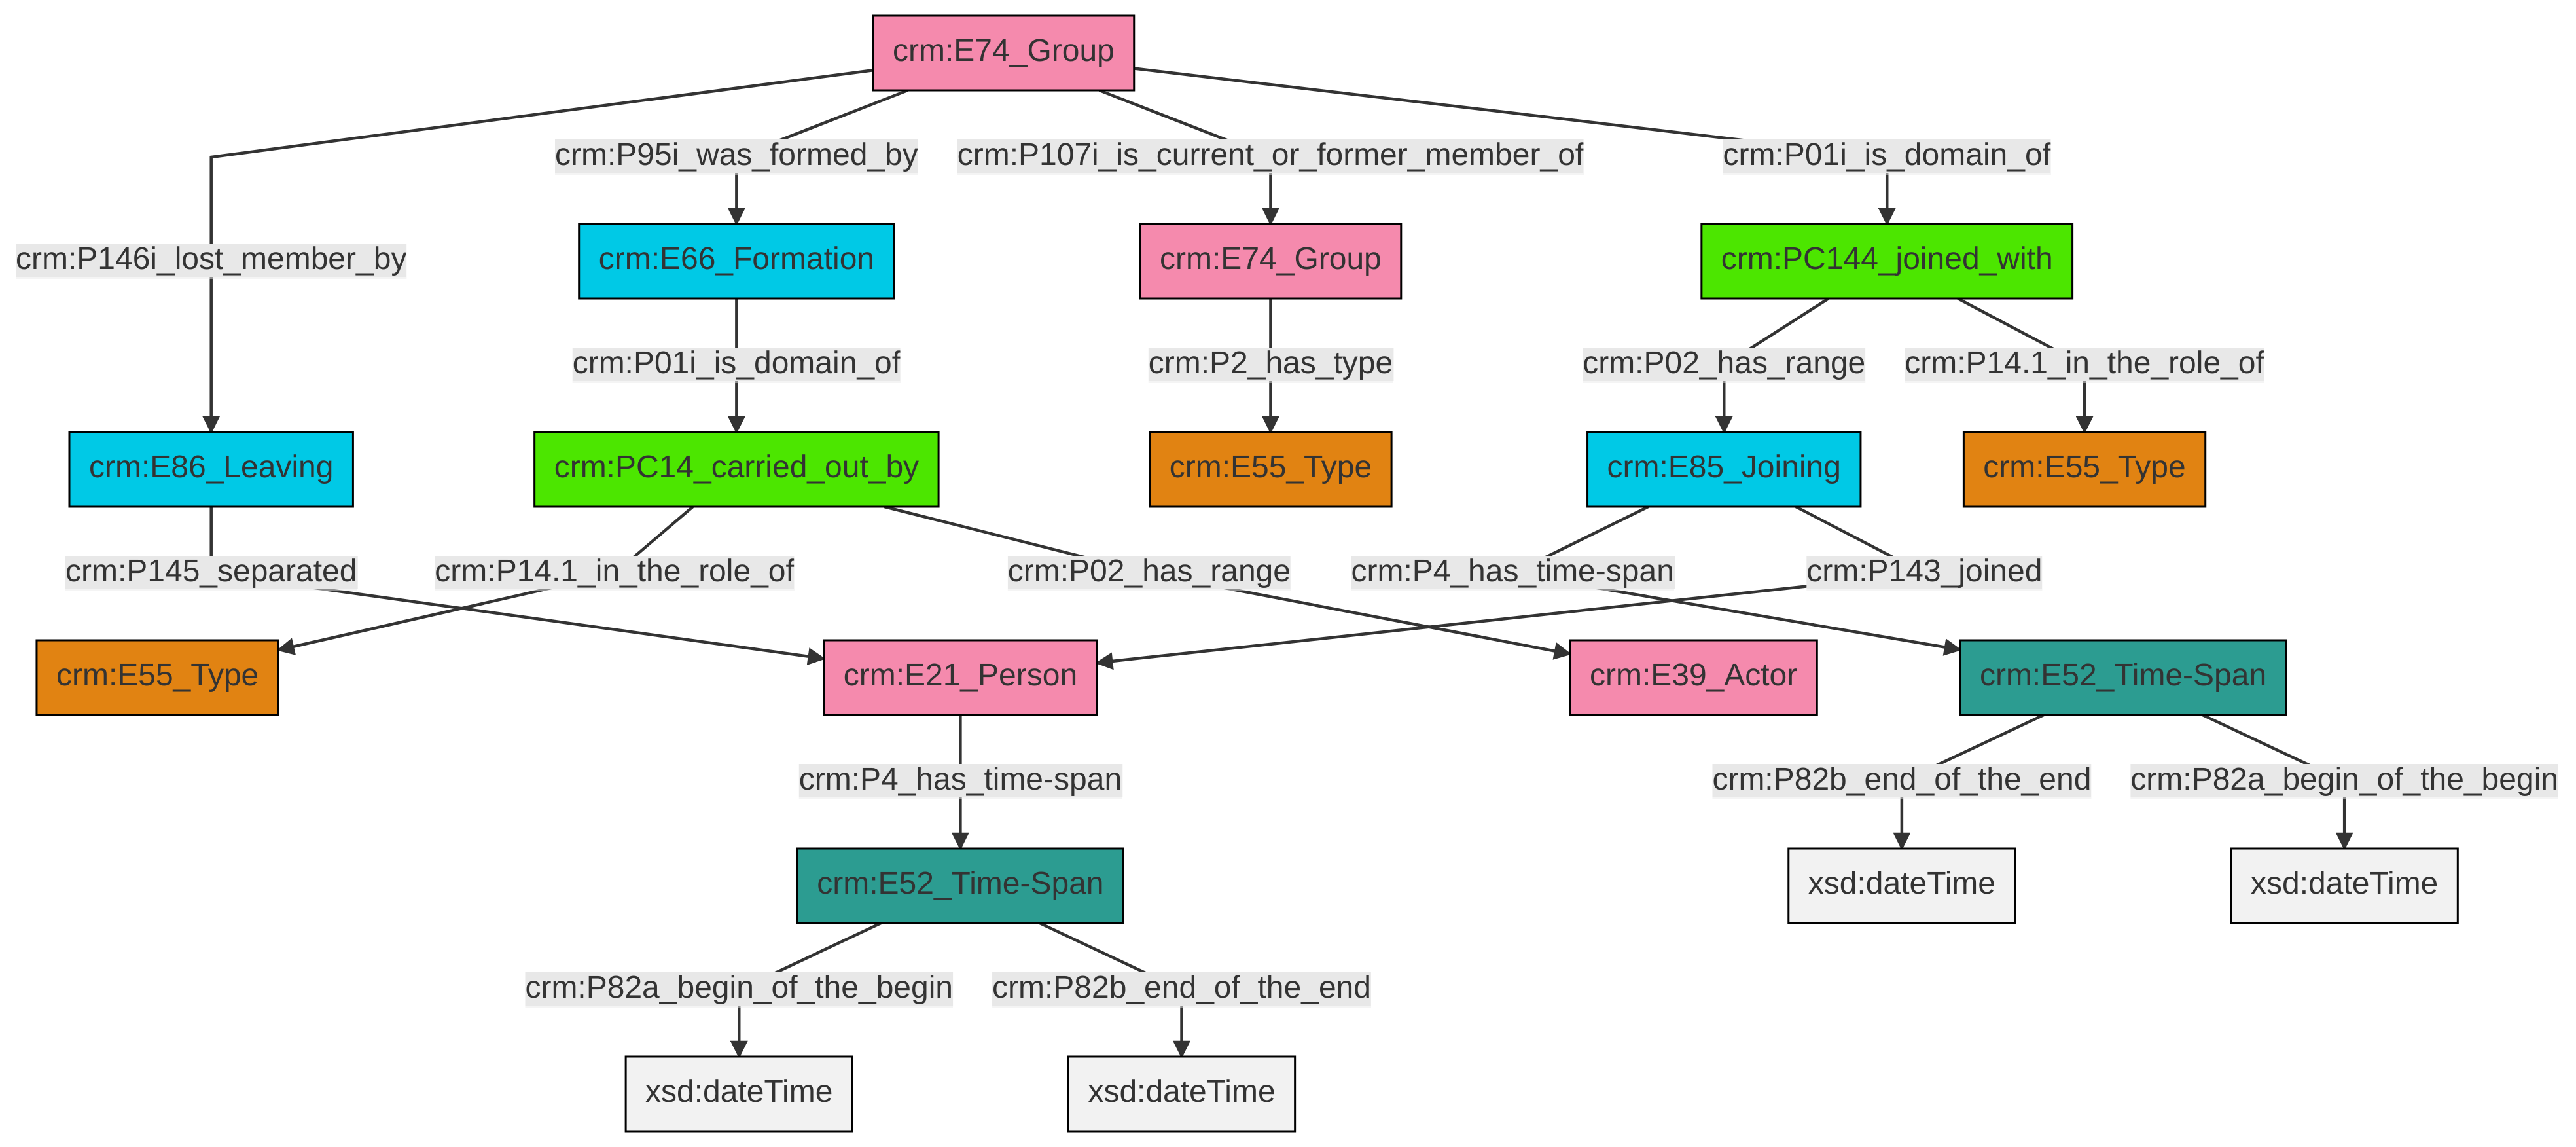 crm:E74_Group
crm:P95i_was_formed_by
crm:P107i_is_current_or_former_member_of
crm:P01i_is_domain_of
crm:P146i_lost_member_by
crm:E66_Formation
crm:E74_Group
crm:PC144_joined_with
crm:P01i_is_domain_of
crm:P2_has_type
crm:P02_has_range
crm:P14.1_in_the_role_of
crm:E86_Leaving
crm:PC14_carried_out_by
crm:E55_Type
crm:E85_Joining
crm:E55_Type
crm:P145_separated
crm:P14.1_in_the_role_of
crm:P02_has_range
crm:P4_has_time-span
crm:P143_joined
crm:E55_Type
crm:E21_Person
crm:E39_Actor
crm:E52_Time-Span
crm:P4_has_time-span
crm:P82b_end_of_the_end
crm:P82a_begin_of_the_begin
crm:E52_Time-Span
xsd:dateTime
xsd:dateTime
crm:P82a_begin_of_the_begin
crm:P82b_end_of_the_end
xsd:dateTime
xsd:dateTime